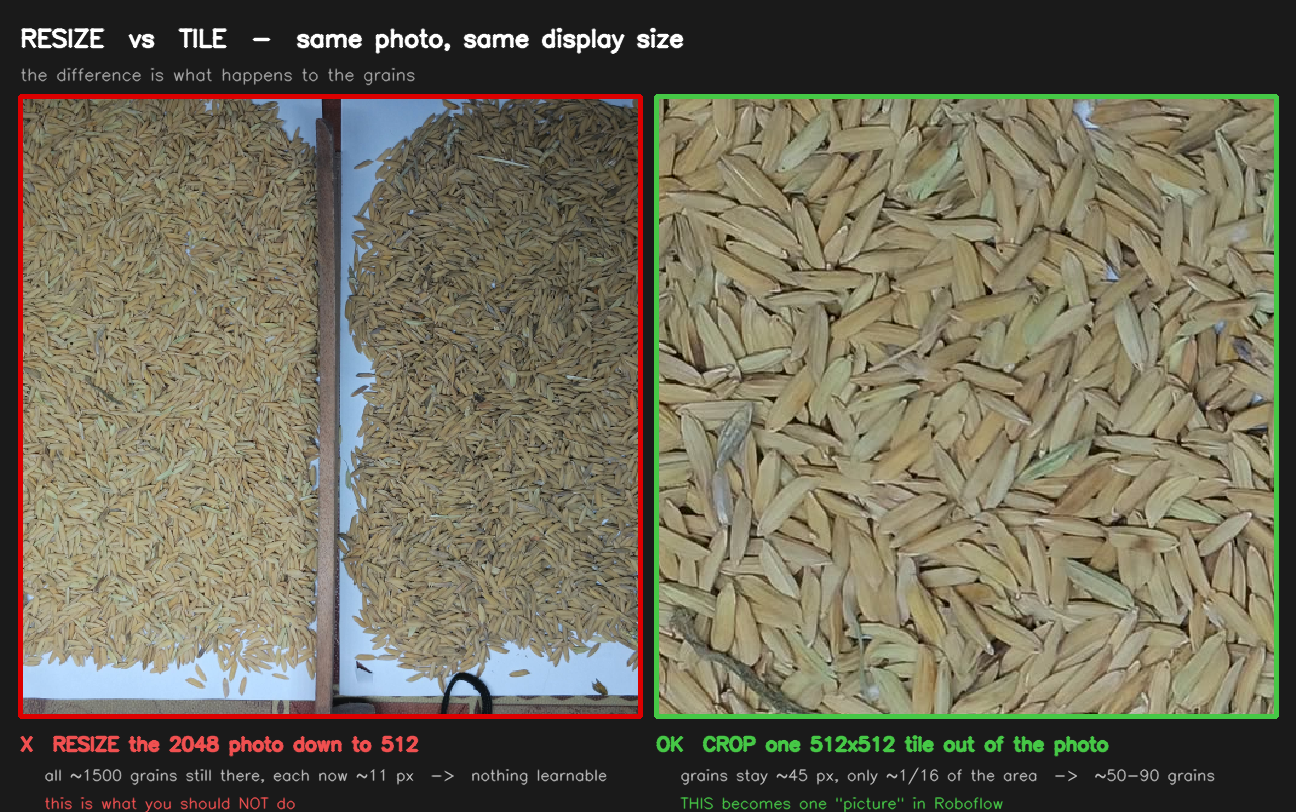 RESIZE vs TILE - same photo, same display size
the difference is what happens to the grains
X RESIZE the 2048 photo down to 512
all ~1500 grains still there, each now ~11 px -> nothing learnable
this is what you should NOT do
OK CROP one 512x512 tile out of the photo
grains stay ~45 px, only ~1/16 of the area -> ~50-90 grains
THIS becomes one "picture" in Roboflow